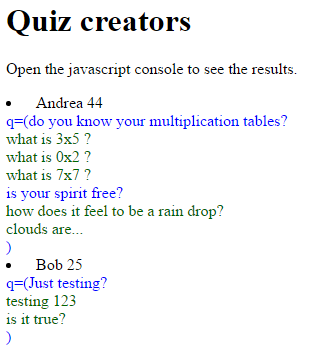 Quiz creators
Open the javascript console to see the results.
• Andrea 44
q=(do you know your multiplication tables?
what is 3x5 ?
what is 0x2 ?
what is 7x7 ?
is your spirit free?
how does it feel to be a rain drop?
clouds are...
)
• Bob 25
q=(Just testing?
testing 123
is it true?
)